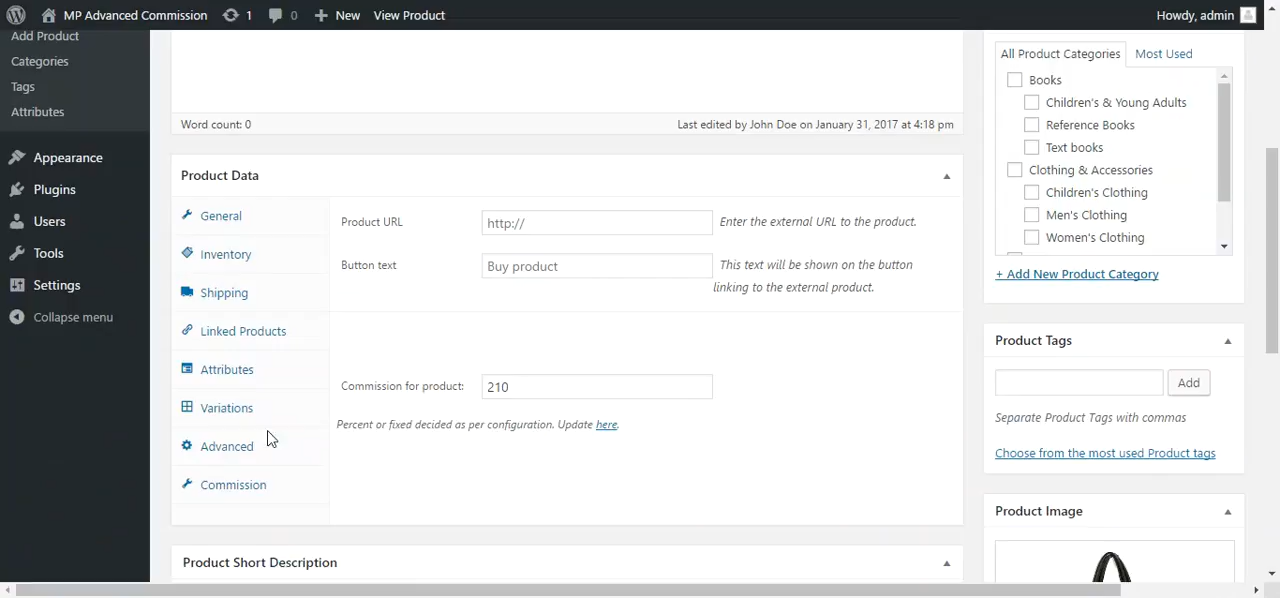 MP Advanced Commission 1 0 New View Product Howdy, admin
Add Product
Categories
Tags
Attributes
Appearance
Plugins
Users
Tools
Settings
Collapse menu
Word count: 0 Last edited by John Doe on January 31, 2017 at 4:18 pm
Product Data
General
Inventory
Shipping
Linked Products
Attributes
Variations
Advanced
Commission
Product URL http:// Enter the external URL to the product.
Button text Buy product This text will be shown on the button
linking to the external product.
Commission for product: 210
Percent or fixed decided as per configuration. Update here.
Product Short Description
All Product Categories Most Used
Books
Children's & Young Adults
Reference Books
Text books
Clothing & Accessories
Children's Clothing
Men's Clothing
Women's Clothing
+ Add New Product Category
Product Tags
Add
Separate Product Tags with commas
Choose from the most used Product tags
Product Image